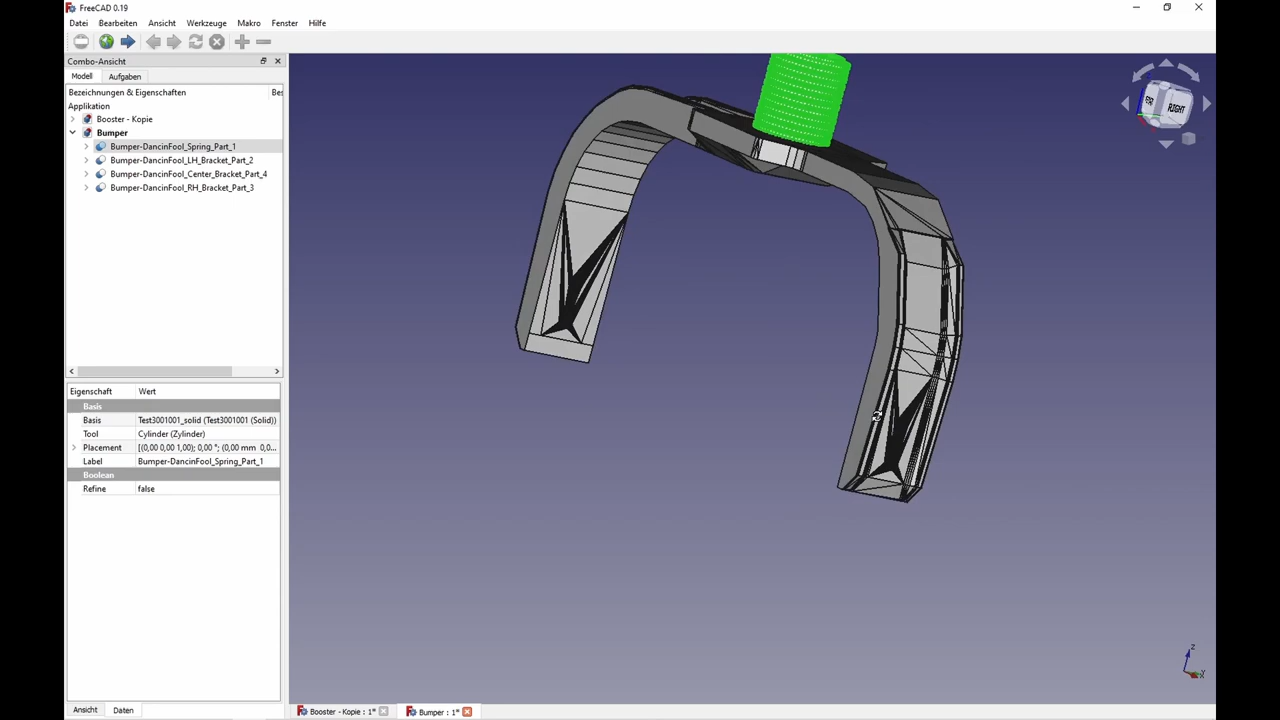 FreeCAD 0.19
Datei Bearbeiten Ansicht Werkzeuge Makro Fenster Hilfe
Combo-Ansicht
Modell Aufgaben
Bezeichnungen & Eigenschaften Bes
Applikation
Booster - Kopie
Bumper
Bumper-DancinFool_Spring_Part_1
Bumper-DancinFool_LH_Bracket_Part_2
Bumper-DancinFool_Center_Bracket_Part_4
Bumper-DancinFool_RH_Bracket_Part_3
Eigenschaft Wert
Basis
Basis Test3001001_solid (Test3001001 (Solid))
Tool Cylinder (Zylinder)
Placement [(0,00 0,00 1,00); 0,00 °; (0,00 mm 0,0...
Label Bumper-DancinFool_Spring_Part_1
Boolean
Refine false
Ansicht Daten
Booster - Kopie : 1* Bumper : 1*
RIGHT
Z